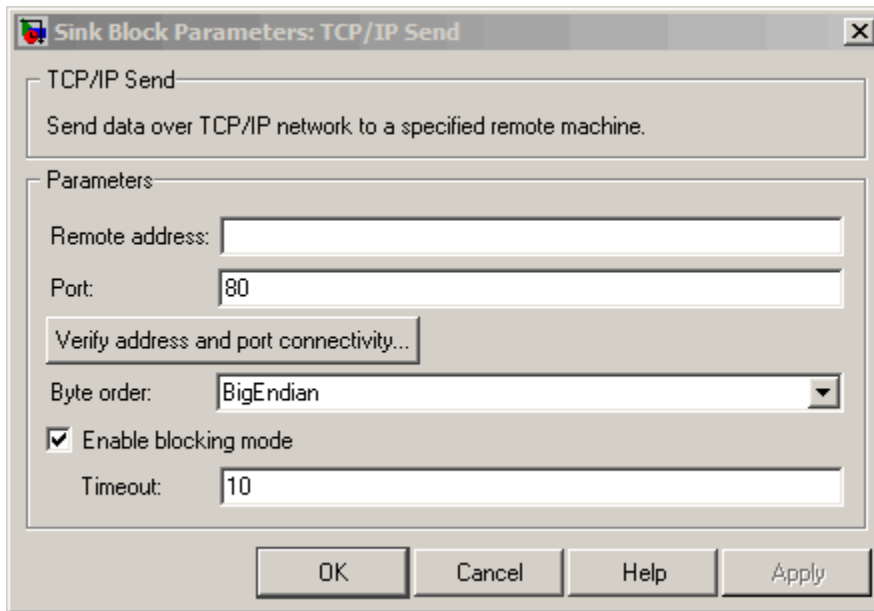 Sink Block Parameters: TCP/IP Send
TCP/IP Send
Send data over TCP/IP network to a specified remote machine.
Parameters
Remote address:
Port: 80
Verify address and port connectivity...
Byte order: BigEndian
Enable blocking mode
Timeout: 10
OK Cancel Help Apply